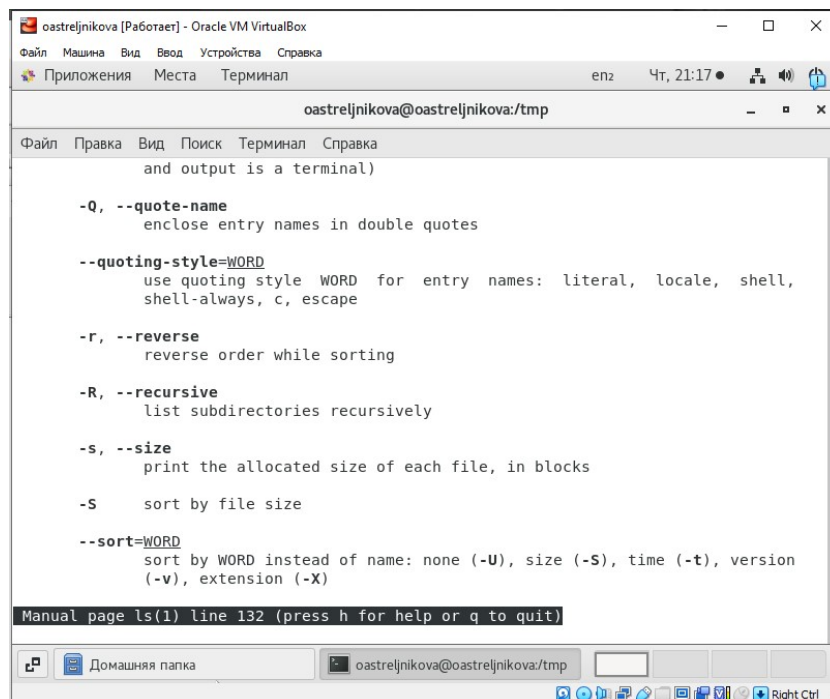 oastreljnikova [Работает] - Oracle VM VirtualBox
Файл Машина Вид Ввод Устройства Справка
Приложения Места Терминал en₂ Чт, 21:17
oastreljnikova@oastreljnikova:/tmp
Файл Правка Вид Поиск Терминал Справка
and output is a terminal)
-Q, --quote-name
enclose entry names in double quotes
--quoting-style=WORD
use quoting style WORD for entry names: literal, locale, shell,
shell-always, c, escape
-r, --reverse
reverse order while sorting
-R, --recursive
list subdirectories recursively
-s, --size
print the allocated size of each file, in blocks
-S sort by file size
--sort=WORD
sort by WORD instead of name: none (-U), size (-S), time (-t), version
(-v), extension (-X)
Manual page ls(1) line 132 (press h for help or q to quit)
Домашняя папка oastreljnikova@oastreljnikova:/tmp
Right Ctrl